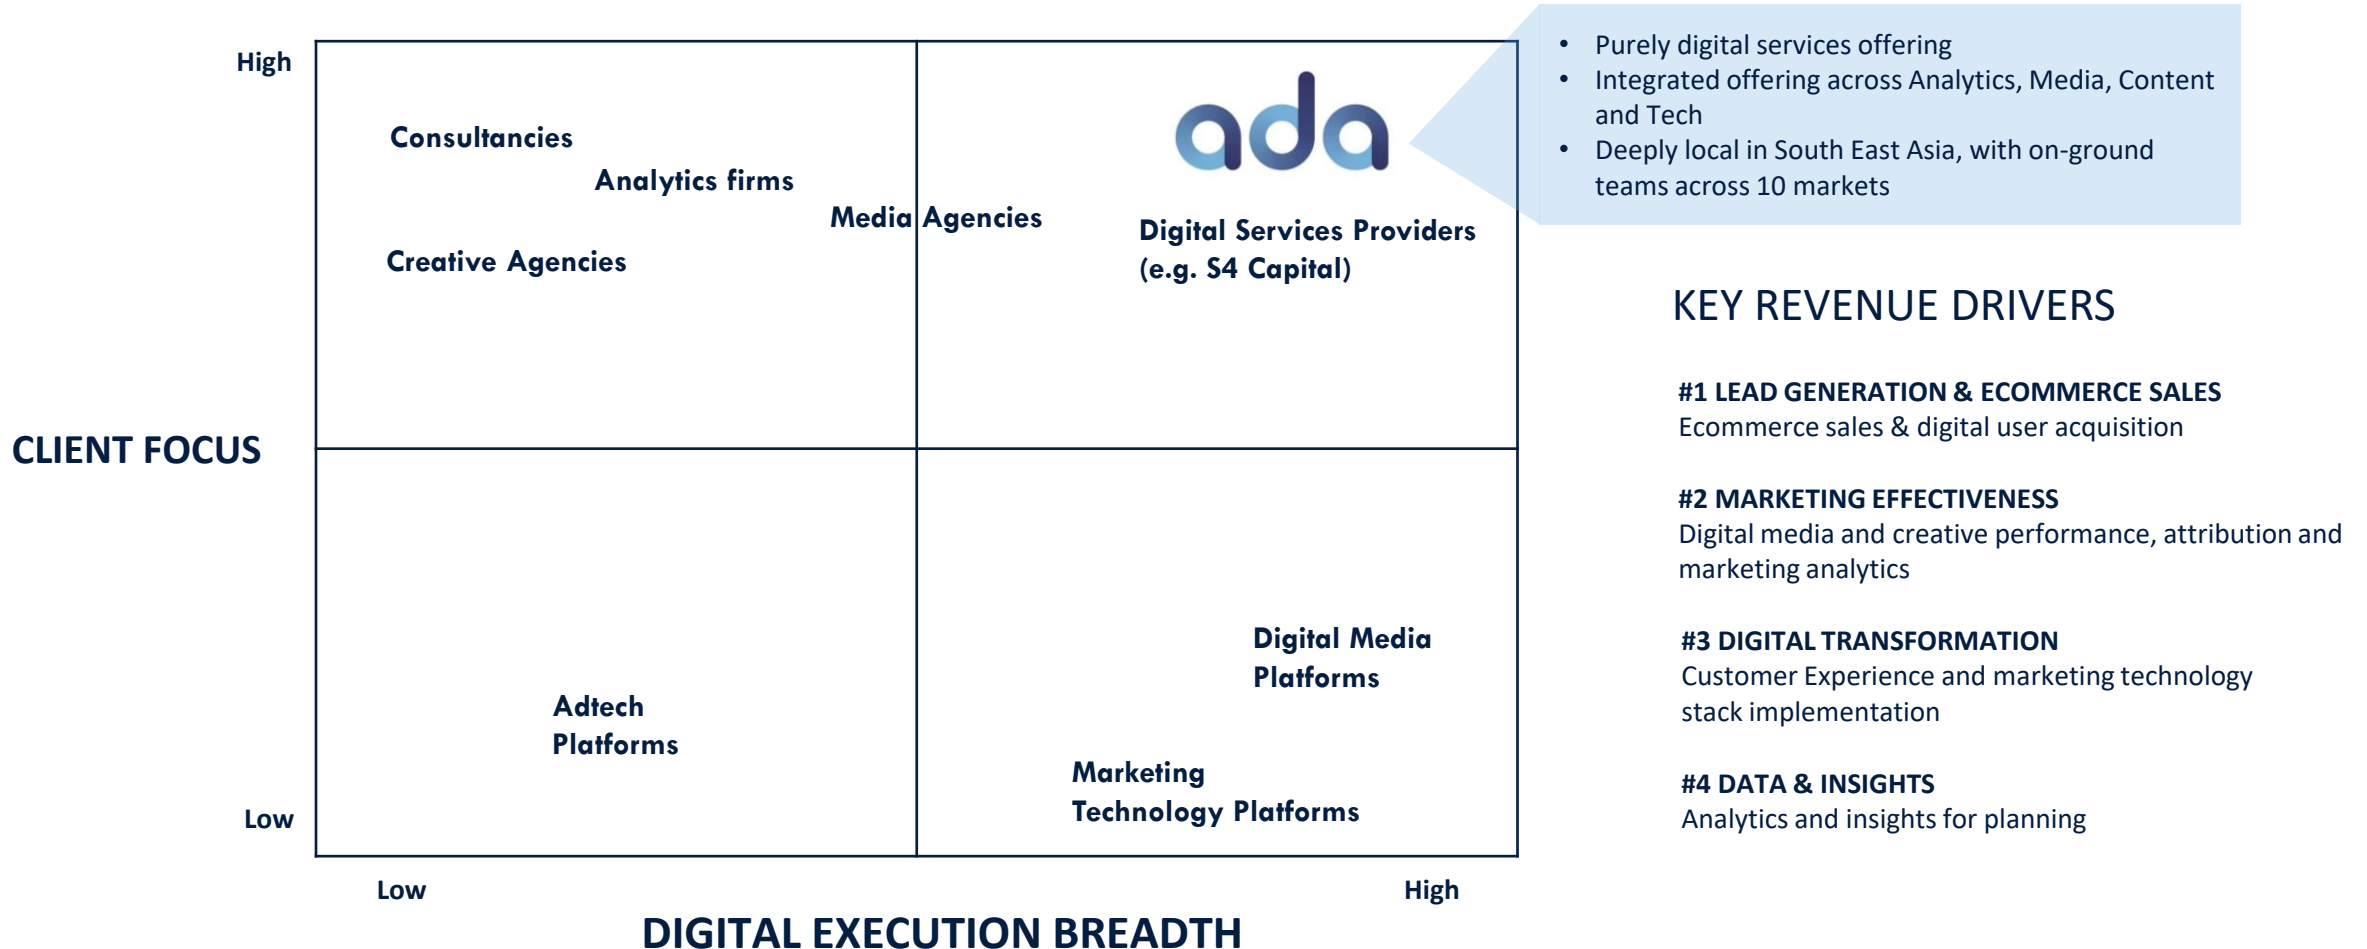 High
Consultancies
Analytics firms
Media Agencies
Creative Agencies
ada
Digital Services Providers
(e.g. S4 Capital)
• Purely digital services offering
• Integrated offering across Analytics, Media, Content
and Tech
• Deeply local in South East Asia, with on-ground
teams across 10 markets
CLIENT FOCUS
Adtech
Platforms
Digital Media
Platforms
Marketing
Technology Platforms
Low
Low
High
DIGITAL EXECUTION BREADTH
KEY REVENUE DRIVERS
#1 LEAD GENERATION & ECOMMERCE SALES
Ecommerce sales & digital user acquisition
#2 MARKETING EFFECTIVENESS
Digital media and creative performance, attribution and
marketing analytics
#3 DIGITAL TRANSFORMATION
Customer Experience and marketing technology
stack implementation
#4 DATA & INSIGHTS
Analytics and insights for planning